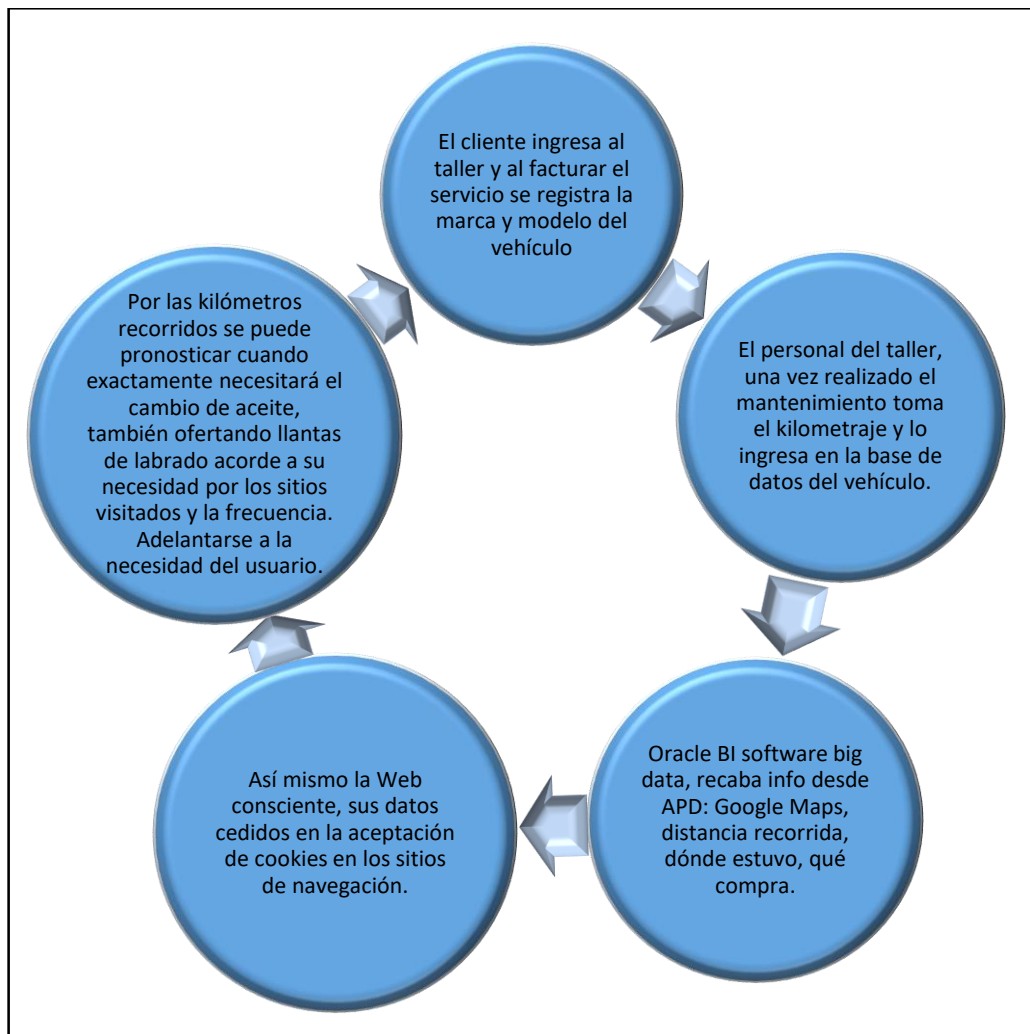 El cliente ingresa al
taller y al facturar el
servicio se registra la
marca y modelo del
vehículo
El personal del taller,
una vez realizado el
mantenimiento toma
el kilometraje y lo
ingresa en la base de
datos del vehículo.
Oracle BI software big
data, recaba info desde
APD: Google Maps,
distancia recorrida,
dónde estuvo, qué
compra.
Así mismo la Web
consciente, sus datos
cedidos en la aceptación
de cookies en los sitios
de navegación.
Por las kilómetros
recorridos se puede
pronosticar cuando
exactamente necesitará el
cambio de aceite,
también ofertando llantas
de labrado acorde a su
necesidad por los sitios
visitados y la frecuencia.
Adelantarse a la
necesidad del usuario.